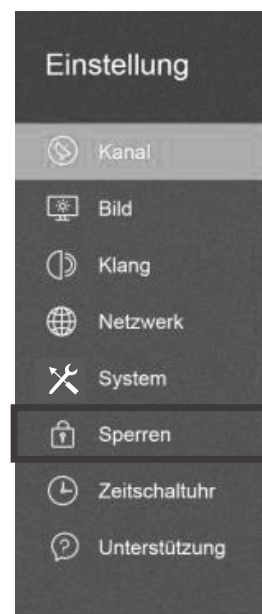 Einstellung
Kanal
Bild
Klang
Netzwerk
System
Sperren
Zeitschaltuhr
Unterstützung